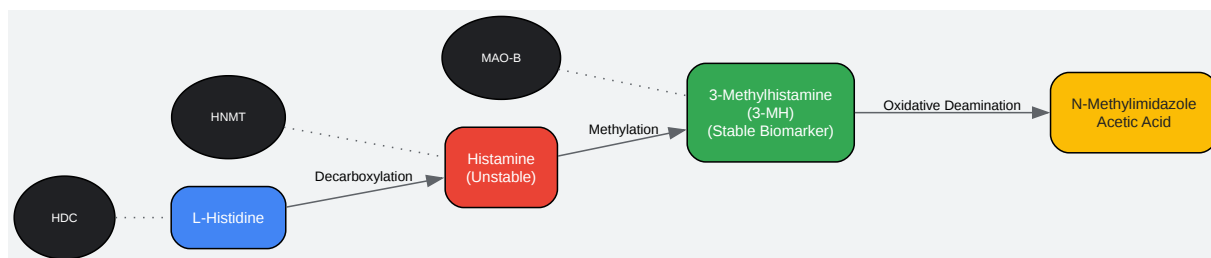 MAO-B
HNMT
HDC
L-Histidine
Decarboxylation
Histamine
(Unstable)
Methylation
3-Methylhistamine
(3-MH)
(Stable Biomarker)
Oxidative Deamination
N-Methylimidazole
Acetic Acid